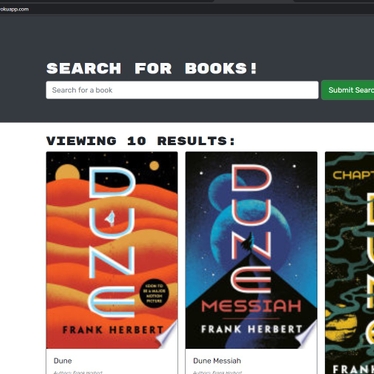 okuapp.com
SEARCH FOR BOOKS!
Search for a book
Submit Searc
VIEWING 10 RESULTS:
DUNE
SOON TO
BE A MAJOR
MOTION
PICTURE
FRANK HERBERT
DUNE
MESSIAH
FRANK HERBERT
CHAPT
Dune
Dune Messiah
Authors: Frank Herbert
Authors: Frank Herbert